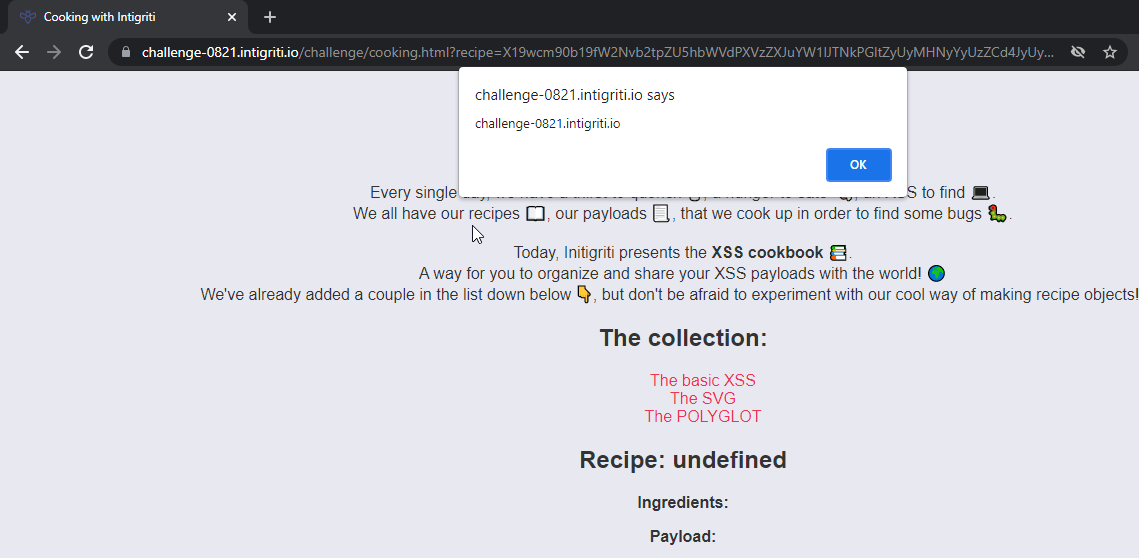 Cooking with Intigriti
challenge-0821.intigriti.io/challenge/cooking.html?recipe=X19wcm90b19fW2Nvb2tpZU5hbWVdPXVzZXJuYW1lJTNkPGltZyUyMHNyYyUzZCd4JyUy...
challenge-0821.intigriti.io says
challenge-0821.intigriti.io
OK
Every single to find 💻.
We all have our recipes 📖, our payloads 📃, that we cook up in order to find some bugs 🐛.
Today, Initigriti presents the XSS cookbook 📚.
A way for you to organize and share your XSS payloads with the world! 🌍
We've already added a couple in the list down below 👇, but don't be afraid to experiment with our cool way of making recipe objects!
The collection:
The basic XSS
The SVG
The POLYGLOT
Recipe: undefined
Ingredients:
Payload: